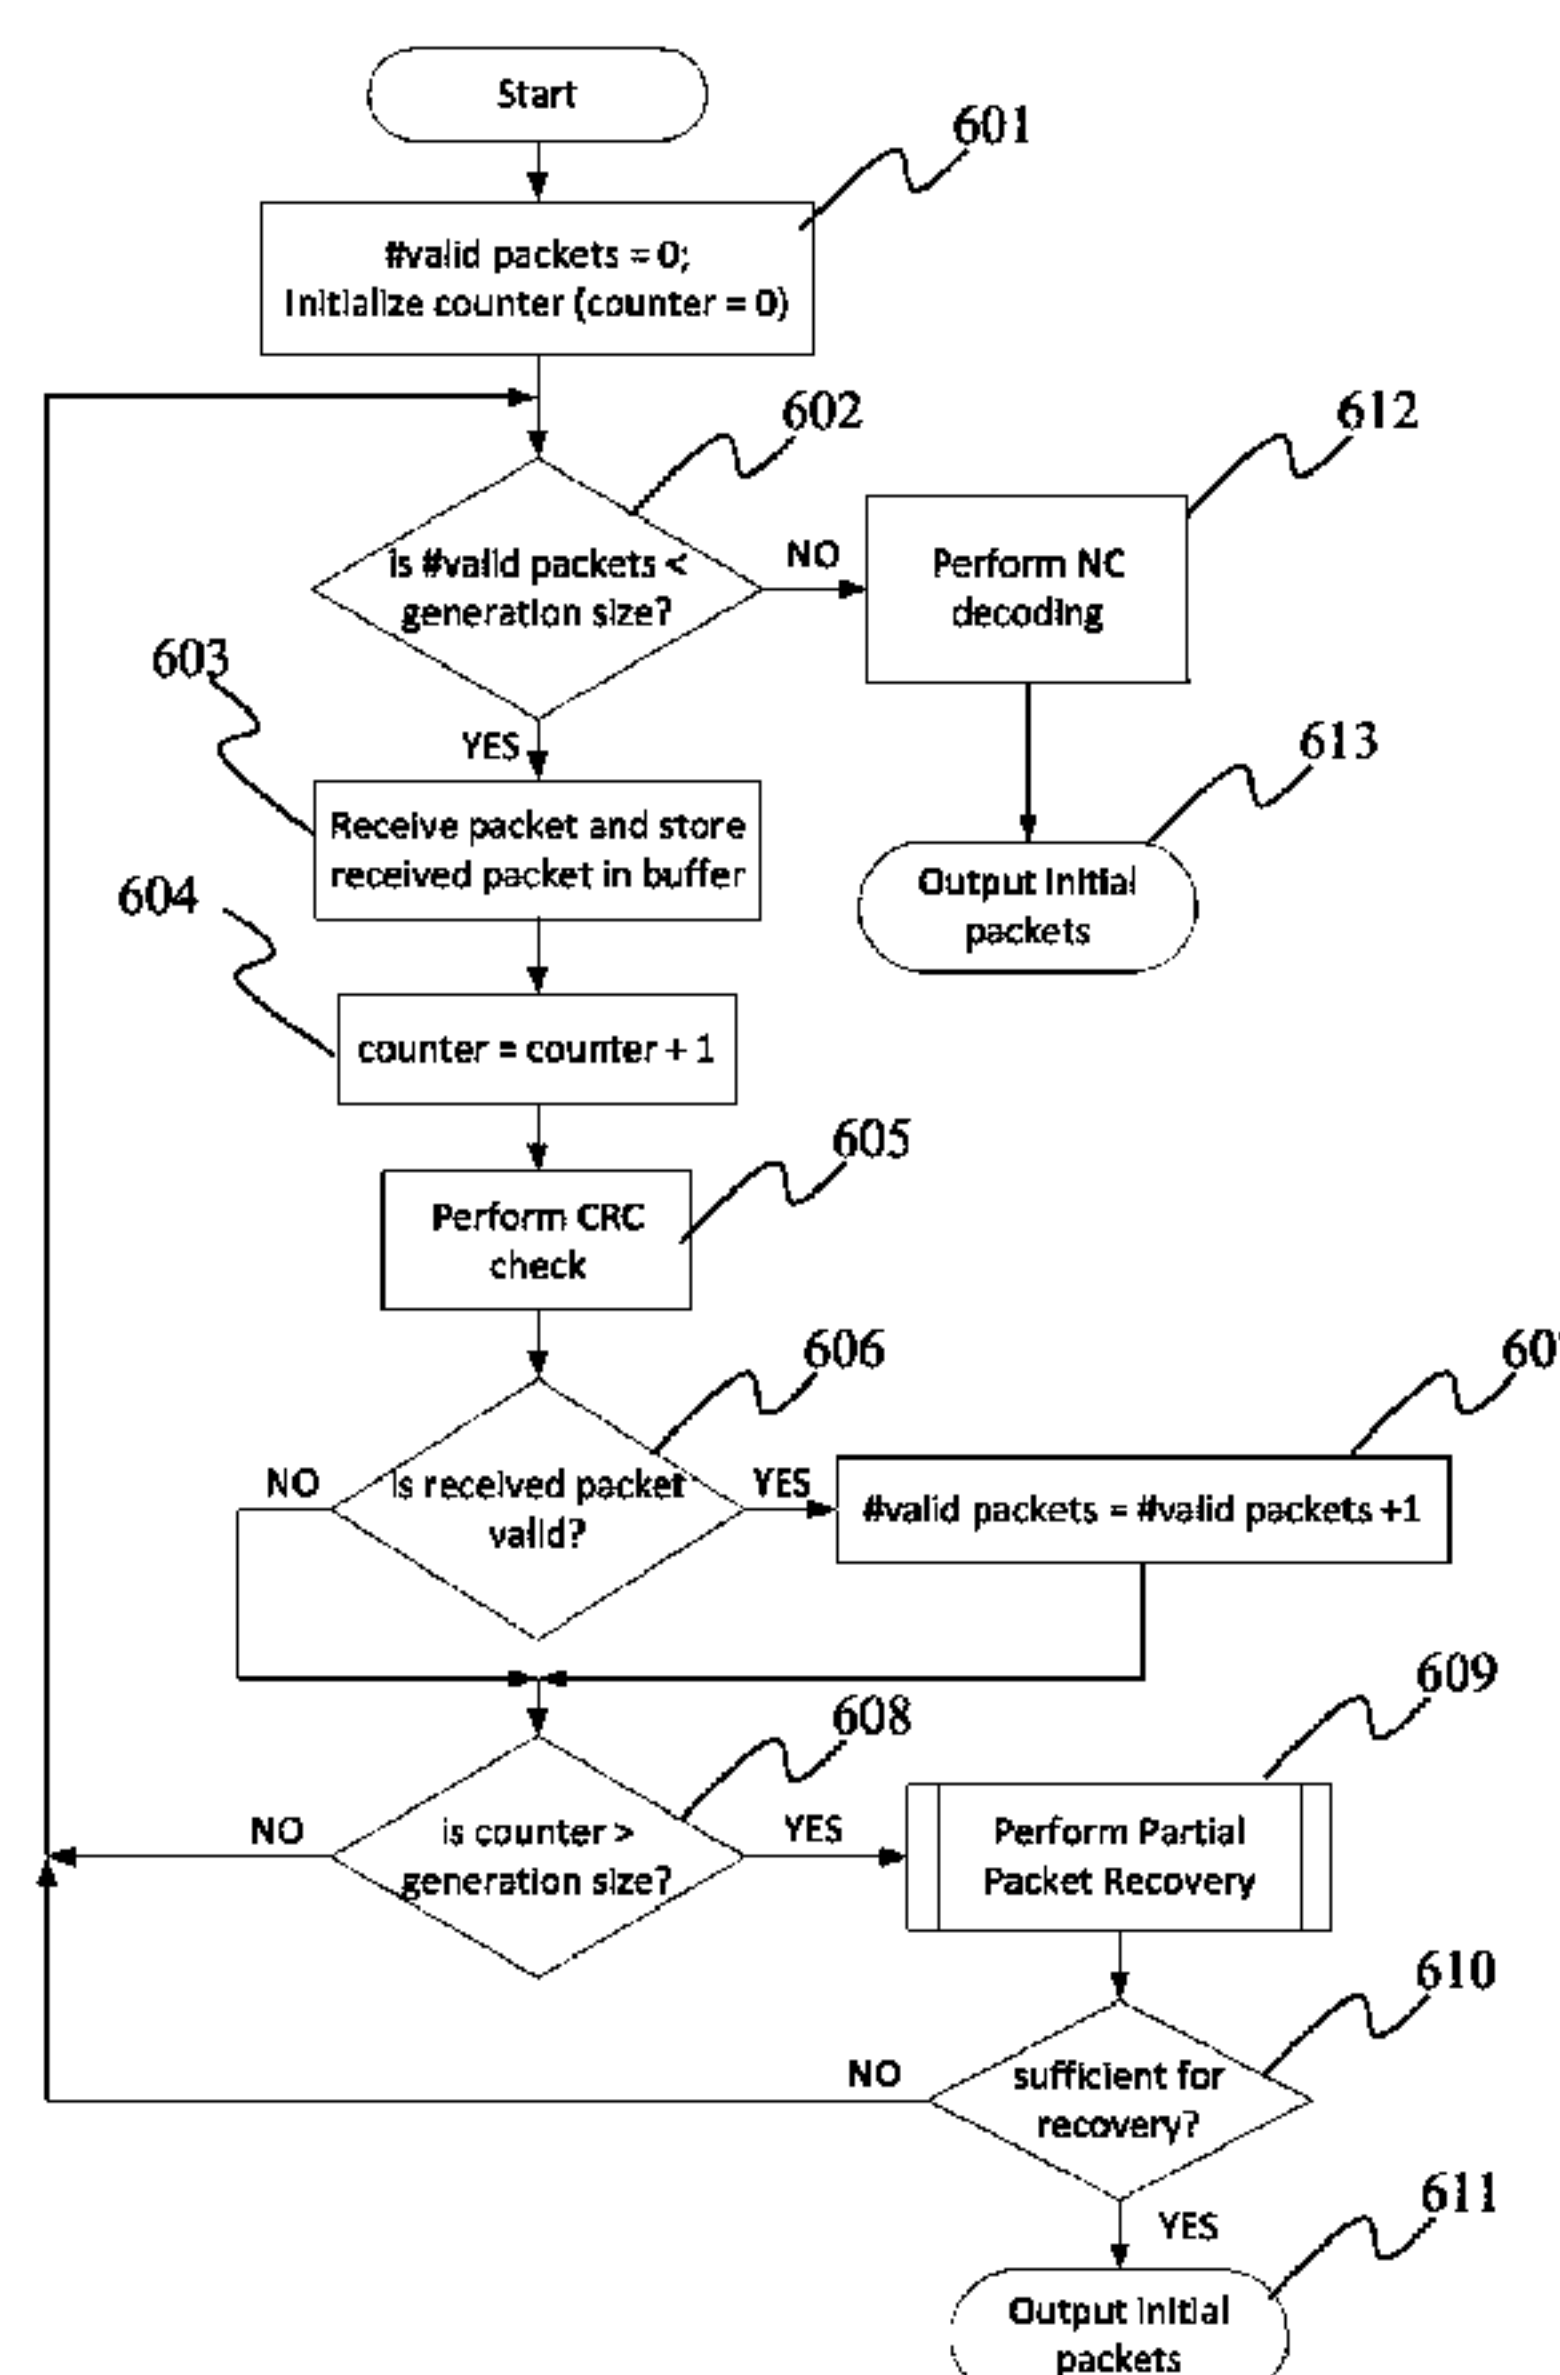 Start
601
#valid packets = 0;
Initialize counter (counter = 0)
602
612
is #valid packets <
generation size?
NO
Perform NC
decoding
603
YES
613
Receive packet and store
received packet in buffer
Output Initial
packets
604
counter = counter + 1
605
Perform CRC
check
606
NO
is received packet
valid?
YES
#valid packets = #valid packets +1
609
608
NO
is counter >
generation size?
YES
Perform Partial
Packet Recovery
610
NO
sufficient for
recovery?
611
YES
Output Initial
packets